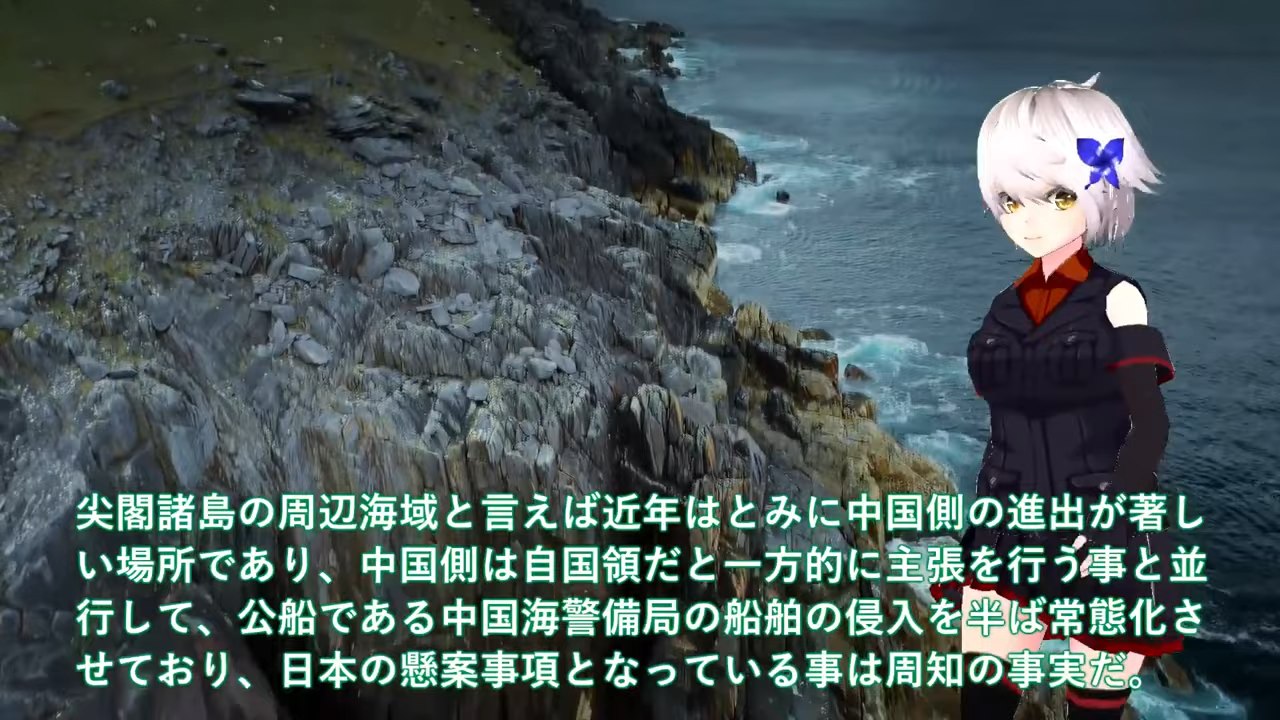 尖閣諸島の周辺海域と言えば近年はとみに中国側の進出が著し
い場所であり、中国側は自国領だと一方的に主張を行う事と並
行して、公船である中国海警備局の船舶の侵入を半ば常態化さ
せており、日本の懸案事項となっている事は周知の事実だ。